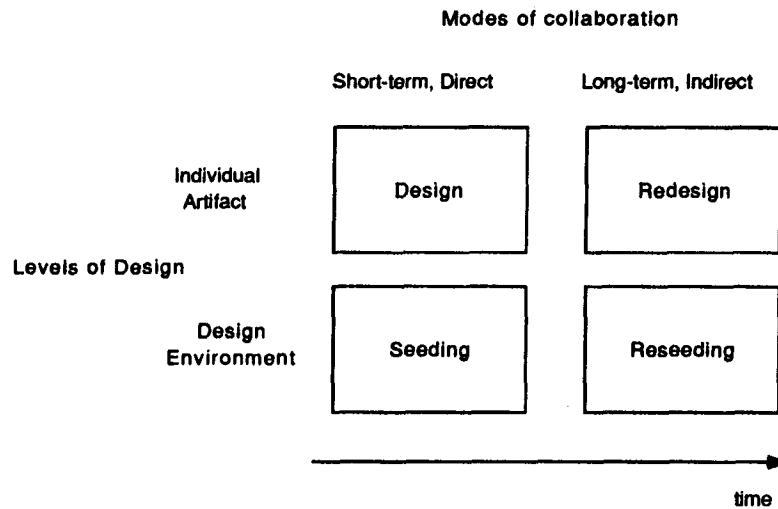 Modes of collaboration
Short-term, Direct
Long-term, Indirect
Individual
Artifact
Design
Redesign
Levels of Design
Design
Environment
Seeding
Reseeding
time